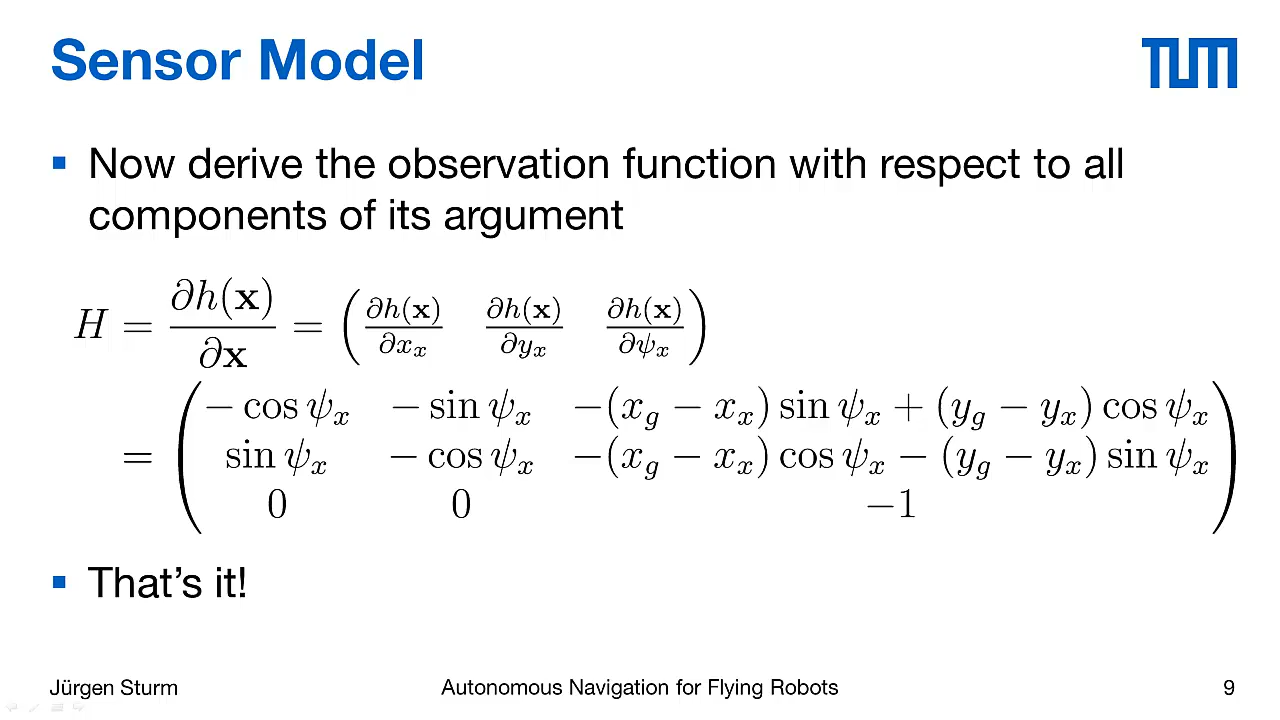 Sensor Model
TUM
Now derive the observation function with respect to all
components of its argument
H = ∂h(x)/∂x = ( ∂h(x)/∂x_x ∂h(x)/∂y_x ∂h(x)/∂ψ_x )
= ( − cos ψ_x − sin ψ_x −(x_g − x_x) sin ψ_x + (y_g − y_x) cos ψ_x
sin ψ_x − cos ψ_x −(x_g − x_x) cos ψ_x − (y_g − y_x) sin ψ_x
0 0 −1 )
That's it!
Jürgen Sturm Autonomous Navigation for Flying Robots 9